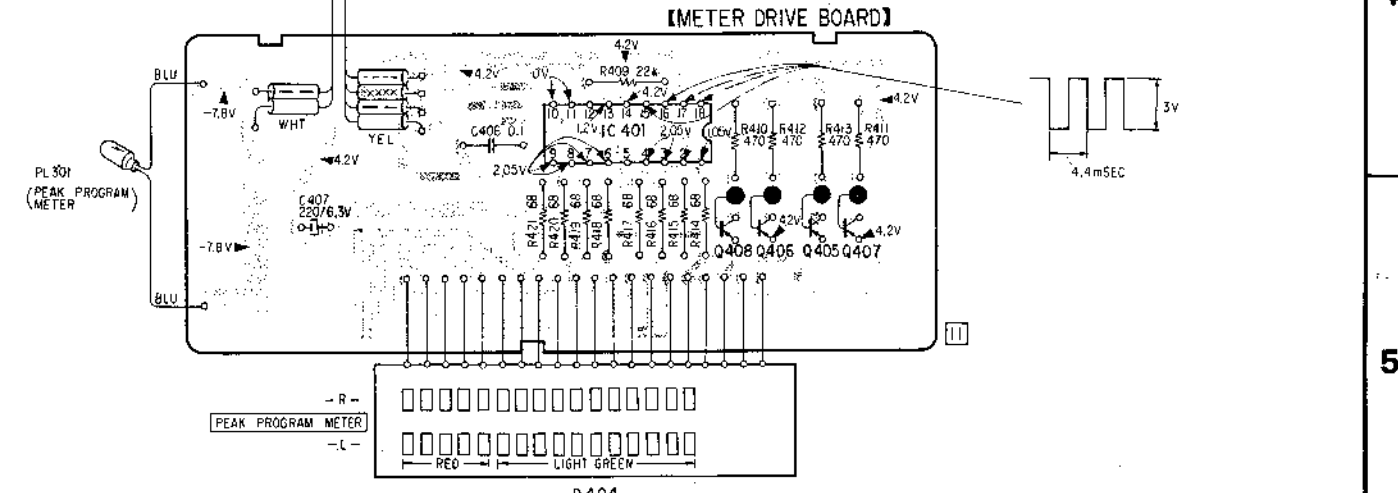 【METER DRIVE BOARD】
BLU
-7.8V
WHT
YEL
4.2V
4.2V
0V
R409 22k
4.2V
4.2V
4.2V
10 11 12 13 14 15 16 17 18
1.2V
IC 401
2.05V
1.05V
9 8 7 6 5 4 3 2 1
2.05V
C406 0.1
R410
470
R412
470
R413
470
R411
470
3V
4.4mSEC
PL301
(PEAK PROGRAM METER)
C407
220/6.3V
-7.8V
BLU
R421 68
R420 68
R419 68
R418 68
R417 68
R416 68
R415 68
R414 68
4.2V
4.2V
Q408 Q406 Q405 Q407
11
5
- R -
PEAK PROGRAM METER
- L -
RED
LIGHT GREEN
D404